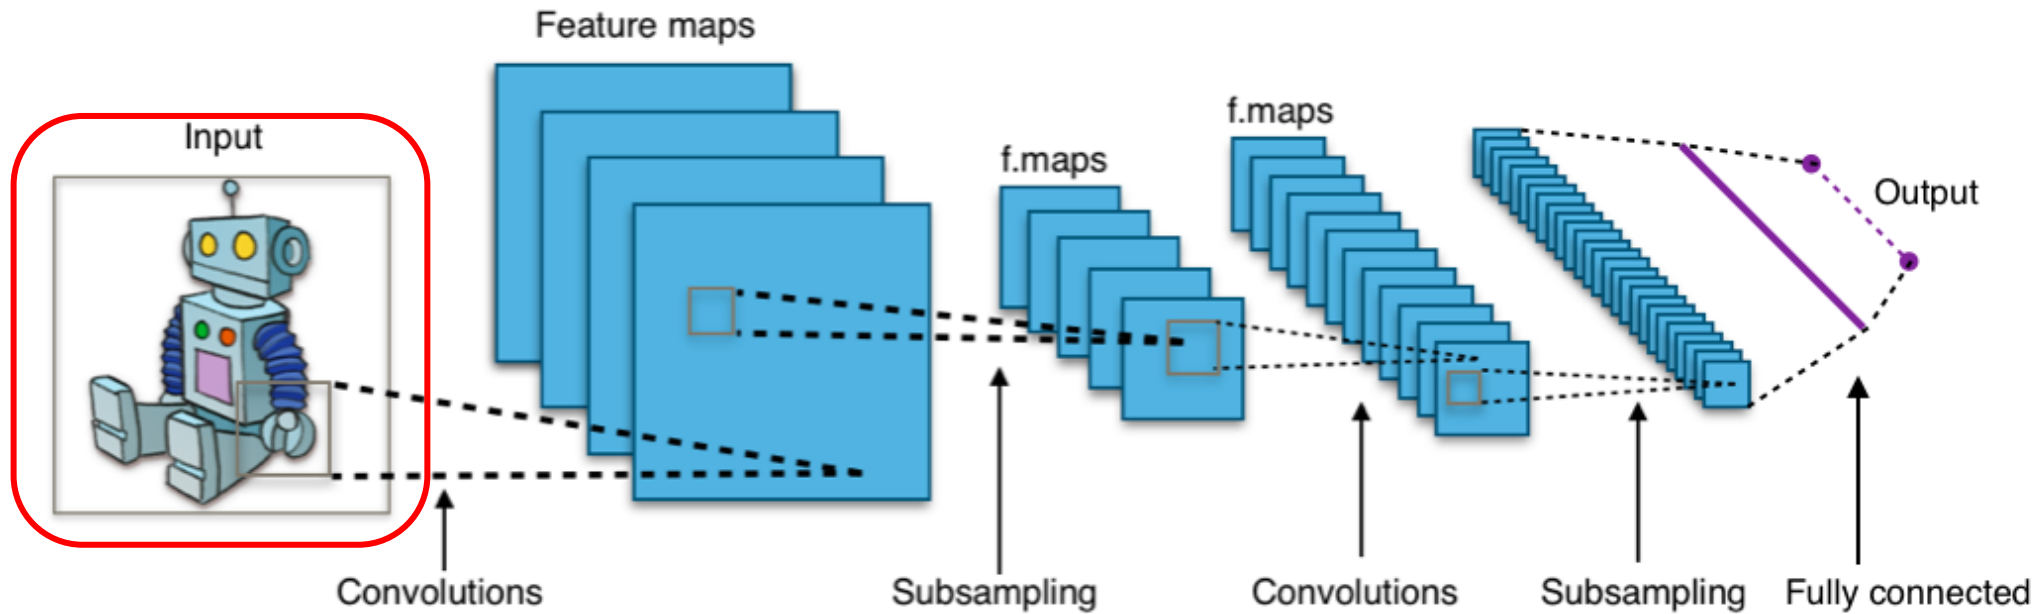 Feature maps
f.maps
Input
f.maps
Output
Convolutions
Subsampling
Convolutions
Subsampling
Fully connected